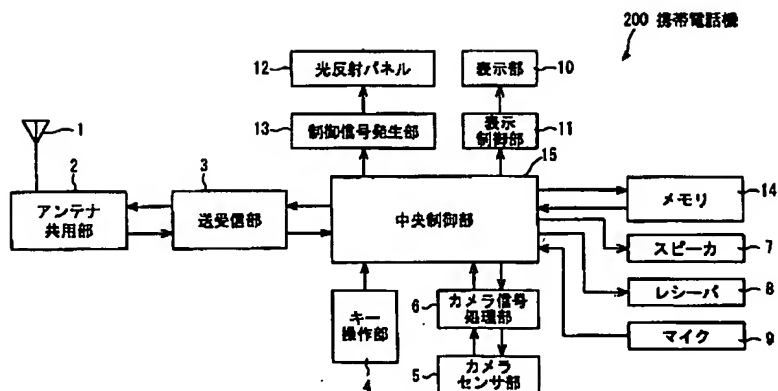 200 携帯電話機
12
光反射パネル
表示部
10
13
制御信号発生部
表示
制御部
11
1
2
3
15
アンテナ
共用部
送受信部
中央制御部
メモリ
14
スピーカ
7
レシーバ
8
マイク
9
キー
操作部
4
6
カメラ信号
処理部
5
カメラ
センサ部